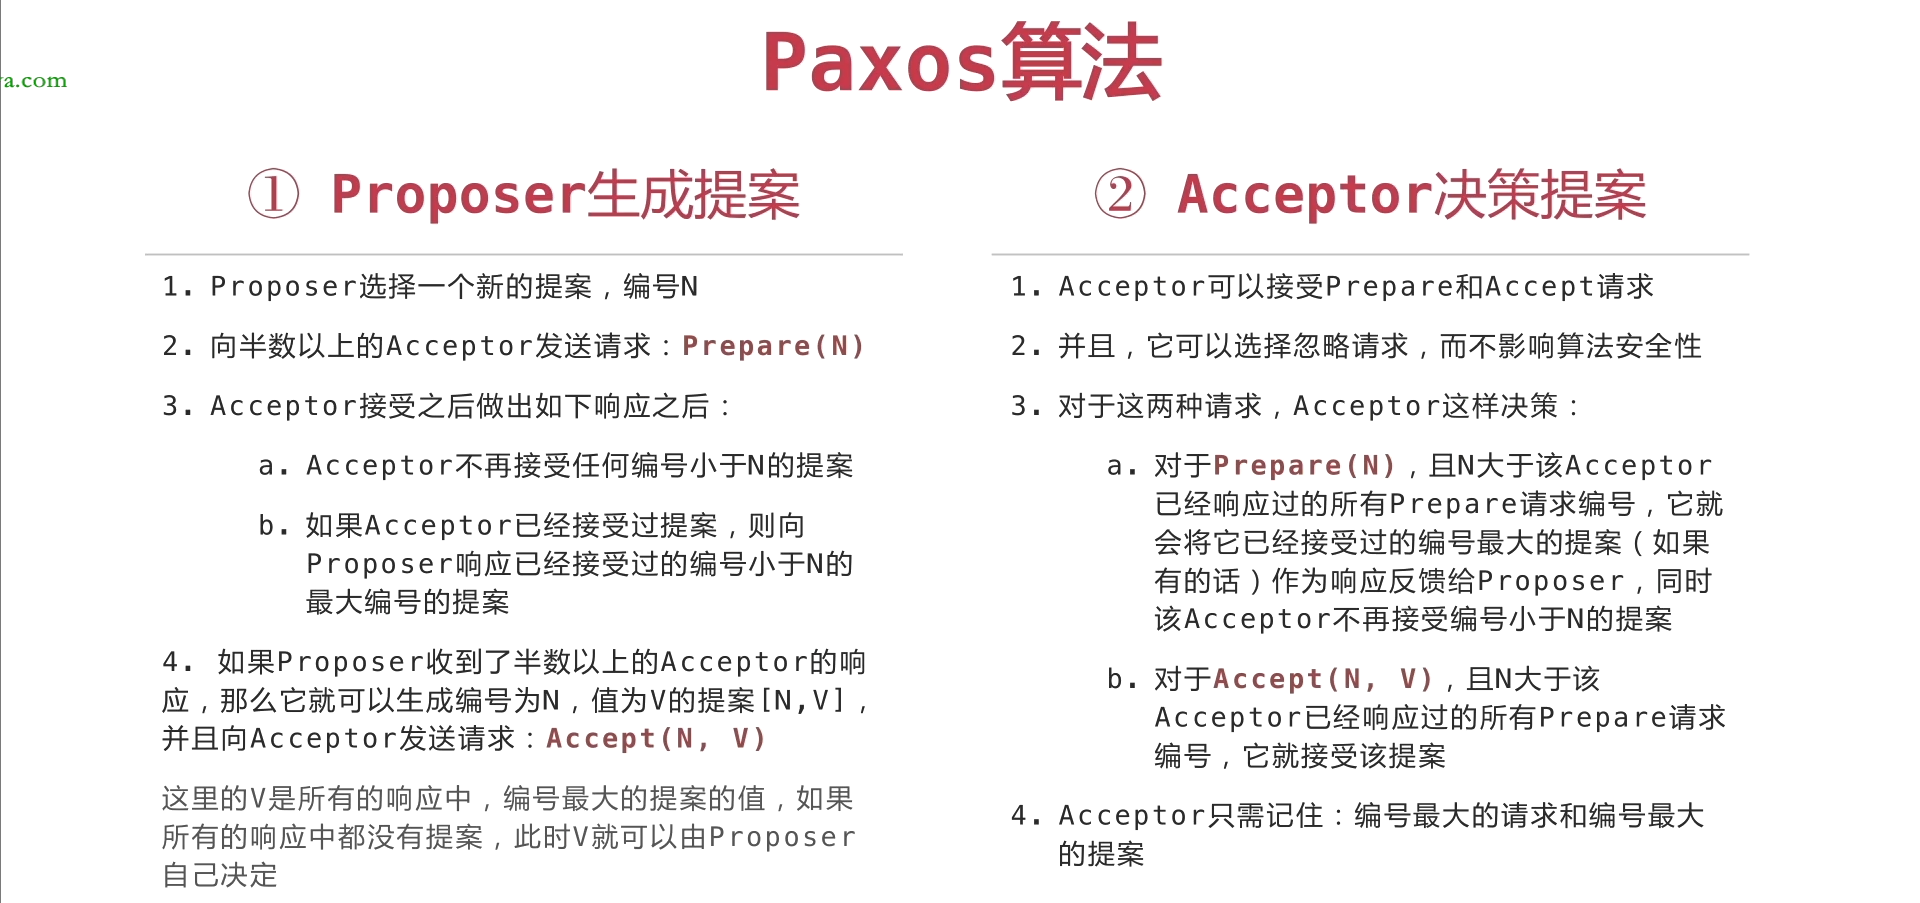 Paxos算法
va.com
① Proposer生成提案
1. Proposer选择一个新的提案，编号N
2. 向半数以上的Acceptor发送请求：Prepare(N)
3. Acceptor接受之后做出如下响应之后：
a. Acceptor不再接受任何编号小于N的提案
b. 如果Acceptor已经接受过提案，则向
Proposer响应已经接受过的编号小于N的
最大编号的提案
4. 如果Proposer收到了半数以上的Acceptor的响
应，那么它就可以生成编号为N，值为V的提案[N,V]，
并且向Acceptor发送请求：Accept(N, V)
这里的V是所有的响应中，编号最大的提案的值，如果
所有的响应中都没有提案，此时V就可以由Proposer
自己决定
② Acceptor决策提案
1. Acceptor可以接受Prepare和Accept请求
2. 并且，它可以选择忽略请求，而不影响算法安全性
3. 对于这两种请求，Acceptor这样决策：
a. 对于Prepare(N)，且N大于该Acceptor
已经响应过的所有Prepare请求编号，它就
会将它已经接受过的编号最大的提案（如果
有的话）作为响应反馈给Proposer，同时
该Acceptor不再接受编号小于N的提案
b. 对于Accept(N, V)，且N大于该
Acceptor已经响应过的所有Prepare请求
编号，它就接受该提案
4. Acceptor只需记住：编号最大的请求和编号最大
的提案